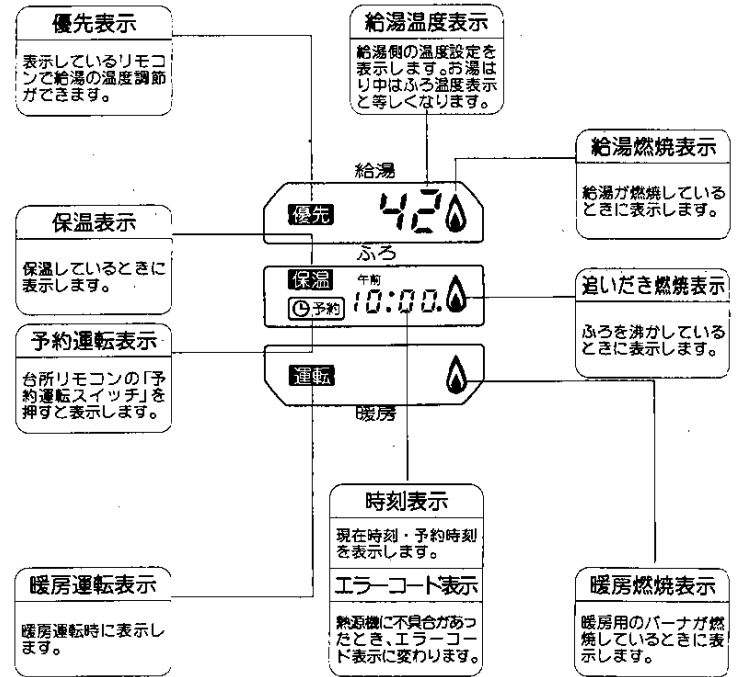 優先表示
表示しているリモコ
ンで給湯の温度調節
ができます。
給湯温度表示
給湯側の温度設定を
表示します。お湯は
り中はふろ温度表示
と等しくなります。
給湯燃焼表示
給湯が燃焼している
ときに表示します。
給湯
優先 42
保温表示
保温しているときに
表示します。
ふろ
保温 午前
予約 10:00.
追いだき燃焼表示
ふろを沸かしている
ときに表示します。
予約運転表示
台所リモコンの「予
約運転スイッチ」を
押すと表示します。
運転
暖房
時刻表示
現在時刻・予約時刻
を表示します。
エラーコード表示
熱源機に不具合があっ
たとき、エラーコー
ド表示に変わります。
暖房運転表示
暖房運転時に表示し
ます。
暖房燃焼表示
暖房用のバーナが燃
焼しているときに表
示します。